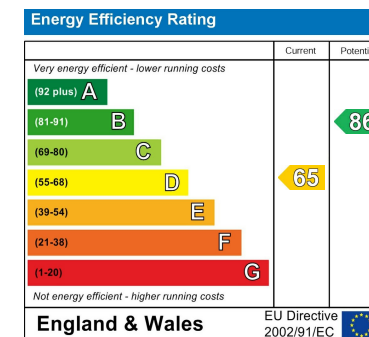 Energy Efficiency Rating
Current
Very energy efficient - lower running costs
(92 plus) A
(81-91) B
86
(69-80) C
(55-68) D
65
(39-54) E
(21-38) F
(1-20) G
Not energy efficient - higher running costs
England & Wales
EU Directive
2002/91/EC